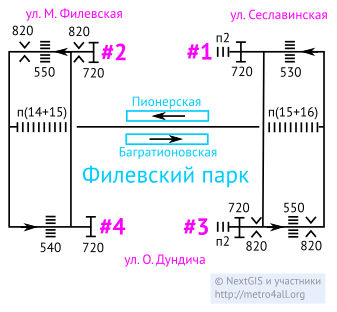 ул. М. Филевская
ул. Сеславинская
820
820
#2
#1
п2
550
720
720
530
п(14+15)
Пионерская
п(15+16)
Багратионовская
Филевский парк
#4
#3
720
550
540
720
п2
820
820
ул. О. Дундича
© NextGIS и участники
http://metro4all.org